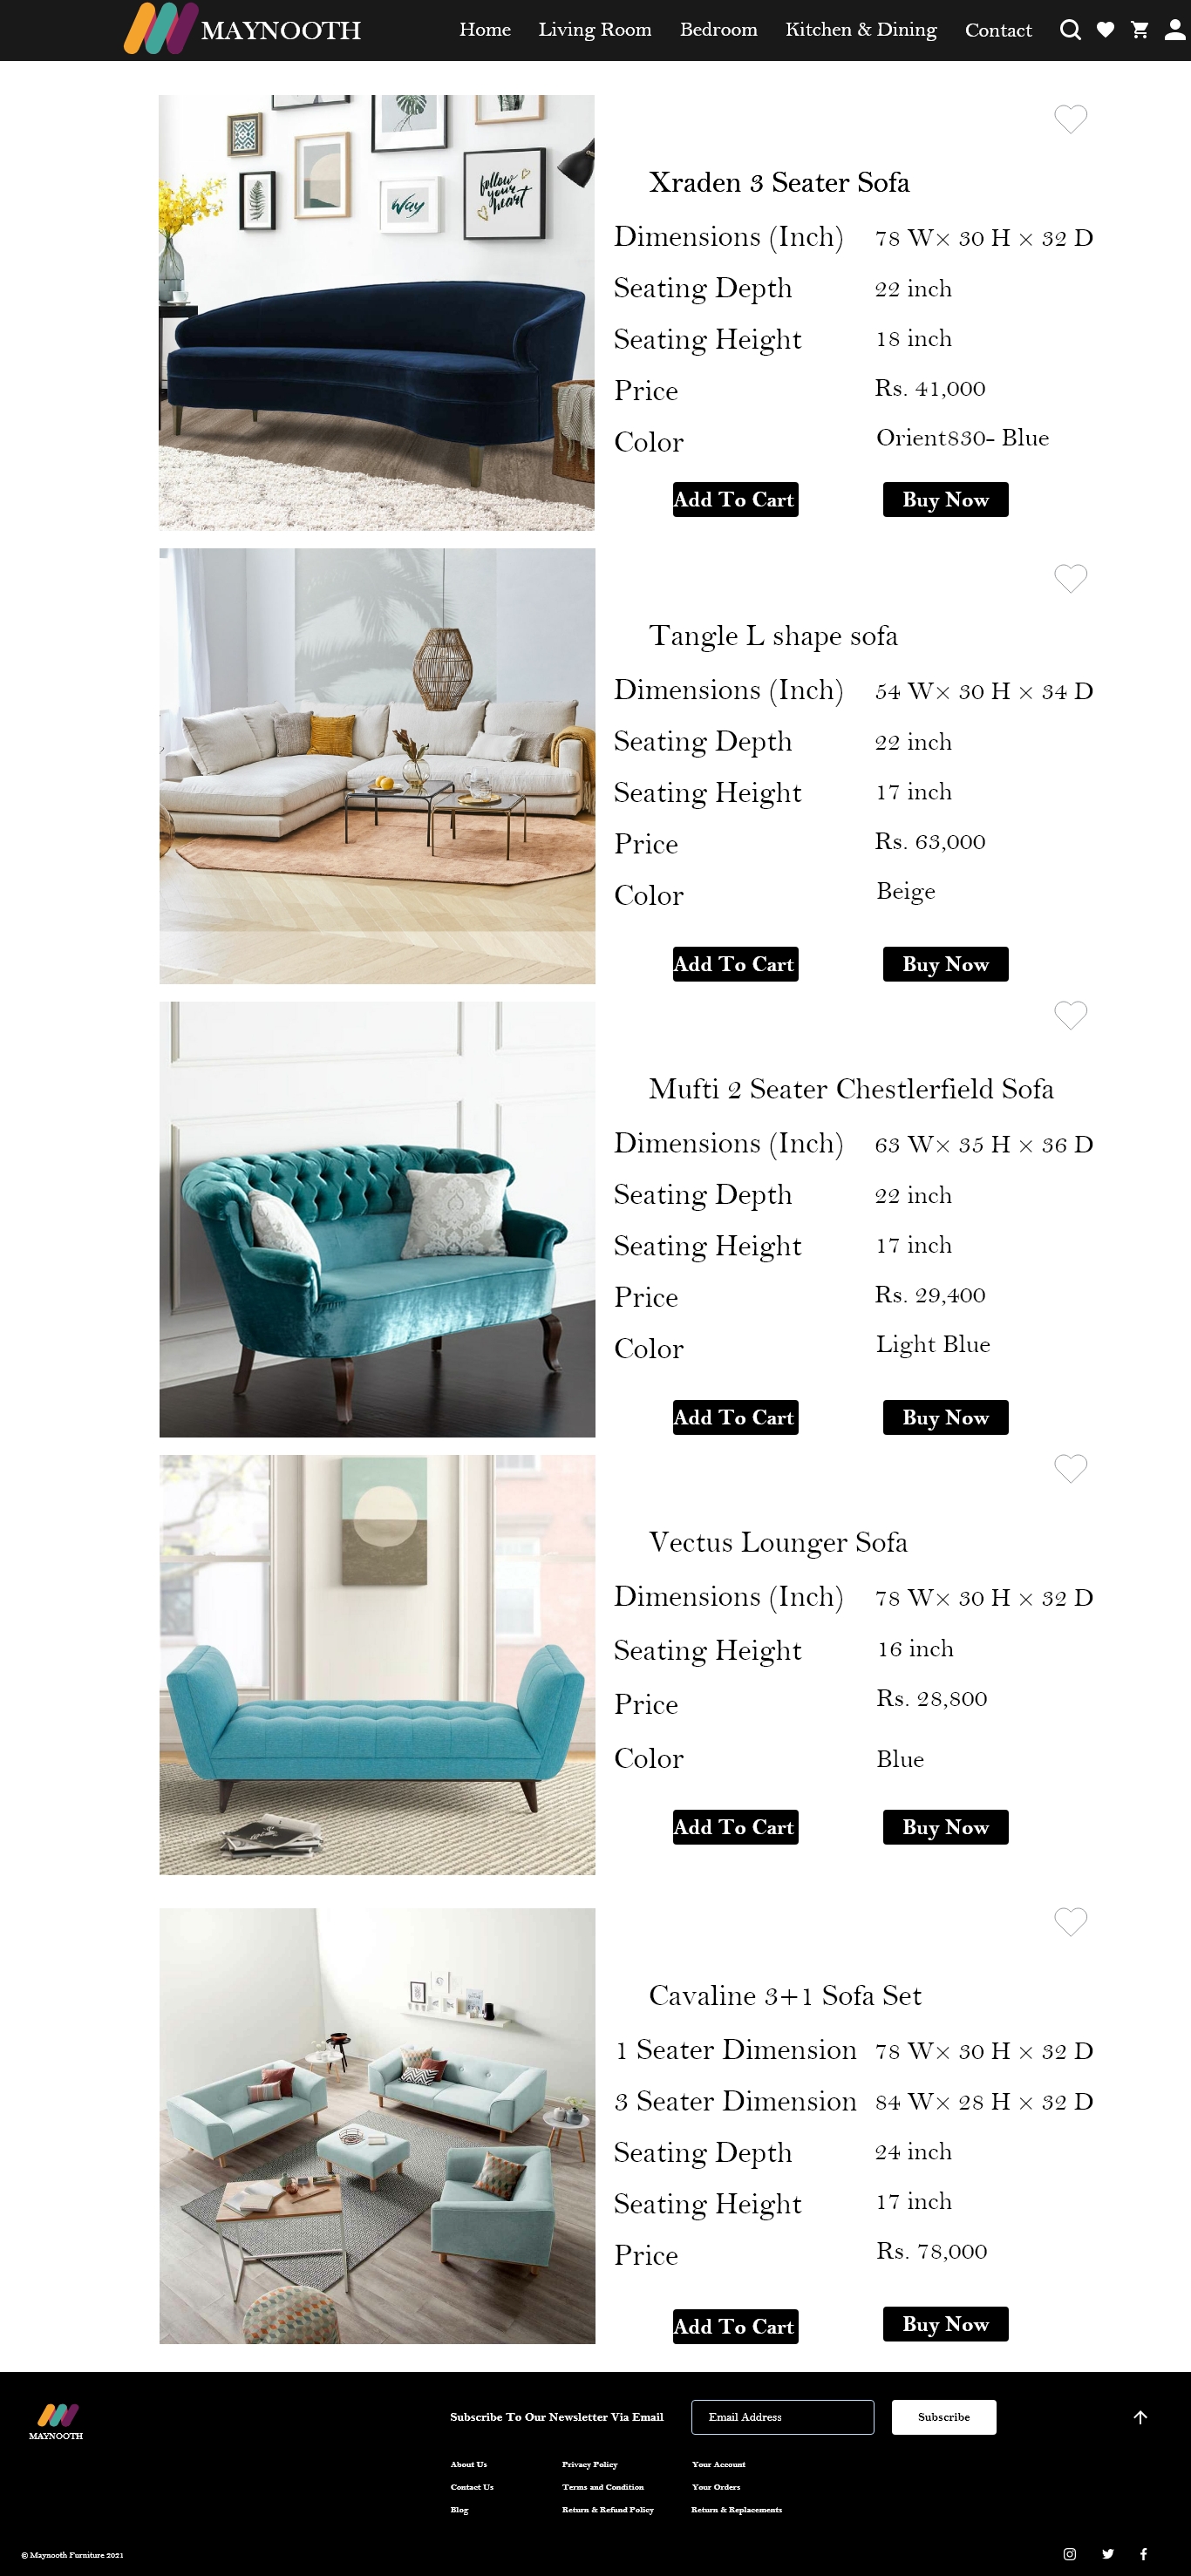 MAYNOOTH
Home Living Room Bedroom Kitchen & Dining Contact
follow
your
heart
way
Xraden 3 Seater Sofa
Dimensions (Inch) 78 W× 30 H × 32 D
Seating Depth 22 inch
Seating Height 18 inch
Price Rs. 41,000
Color Orient830- Blue
Add To Cart Buy Now
Tangle L shape sofa
Dimensions (Inch) 54 W× 30 H × 34 D
Seating Depth 22 inch
Seating Height 17 inch
Price Rs. 63,000
Color Beige
Add To Cart Buy Now
Mufti 2 Seater Chestlerfield Sofa
Dimensions (Inch) 63 W× 35 H × 36 D
Seating Depth 22 inch
Seating Height 17 inch
Price Rs. 29,400
Color Light Blue
Add To Cart Buy Now
Vectus Lounger Sofa
Dimensions (Inch) 78 W× 30 H × 32 D
Seating Height 16 inch
Price Rs. 28,800
Color Blue
Add To Cart Buy Now
Cavaline 3+1 Sofa Set
1 Seater Dimension 78 W× 30 H × 32 D
3 Seater Dimension 84 W× 28 H × 32 D
Seating Depth 24 inch
Seating Height 17 inch
Price Rs. 78,000
Add To Cart Buy Now
MAYNOOTH
Subscribe To Our Newsletter Via Email Email Address Subscribe
About Us Privacy Policy Your Account
Contact Us Terms and Condition Your Orders
Blog Return & Refund Policy Return & Replacements
© Maynooth Furniture 2021